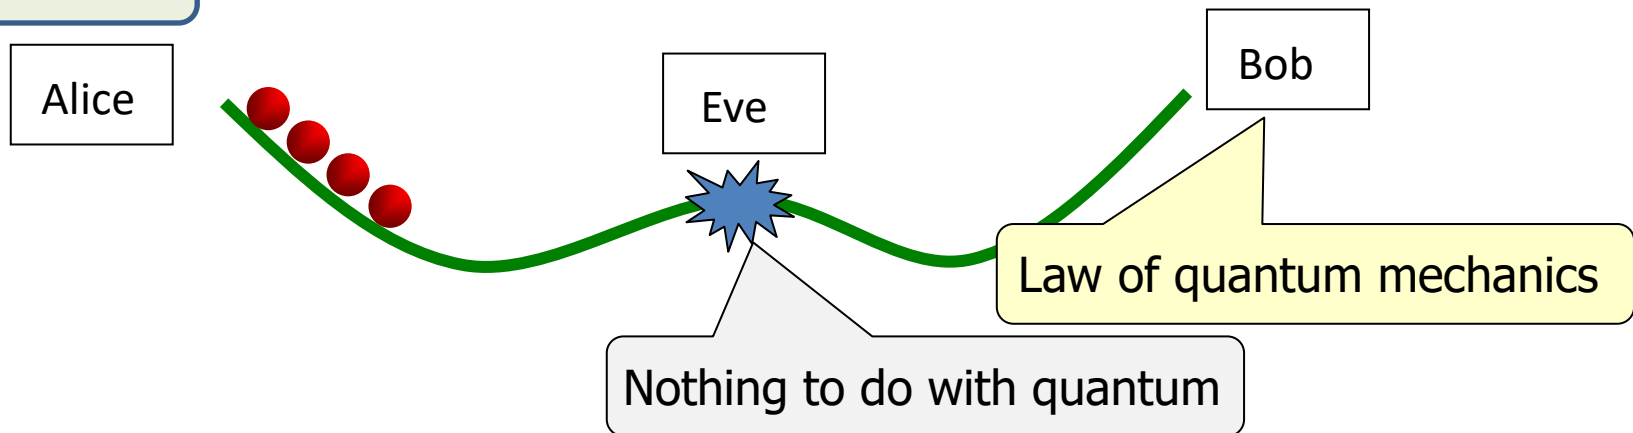 Alice
Eve
Bob
Law of quantum mechanics
Nothing to do with quantum